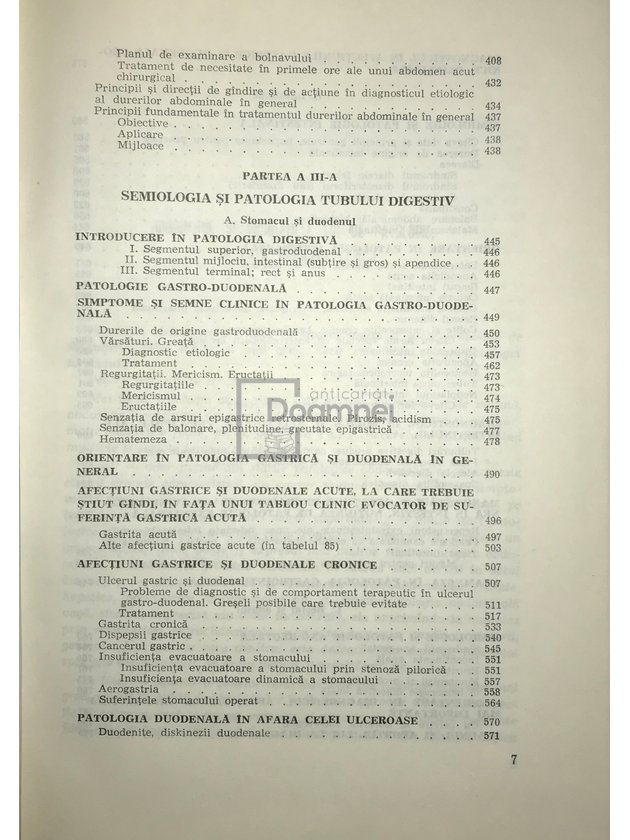 Planul de examinare a bolnavului . . . . . . . . 408
Tratament de necesitate în primele ore ale unui abdomen acut
chirurgical . . . . . . . . . . . . . . . 432
Principii și direcții de gîndire și de acțiune în diagnosticul etiologic
al durerilor abdominale în general . . . . . . . . . 434
Principii fundamentale în tratamentul durerilor abdominale în general 437
Obiective . . . . . . . . . . . . . . . 437
Aplicare . . . . . . . . . . . . . . . 438
Mijloace . . . . . . . . . . . . . . . 438
PARTEA A III-A
SEMIOLOGIA ȘI PATOLOGIA TUBULUI DIGESTIV
A. Stomacul și duodenul
INTRODUCERE ÎN PATOLOGIA DIGESTIVĂ . . . . . . 445
I. Segmentul superior, gastroduodenal . . . . . . . 446
II. Segmentul mijlociu, intestinal (subțire și gros) și apendice . . 446
III. Segmentul terminal; rect și anus . . . . . . . . 446
PATOLOGIE GASTRO-DUODENALĂ . . . . . . . . 447
SIMPTOME ȘI SEMNE CLINICE ÎN PATOLOGIA GASTRO-DUODE-
NALĂ . . . . . . . . . . . . . . . . 449
Durerile de origine gastroduodenală . . . . . . . . 450
Vărsături. Greață . . . . . . . . . . . . . 453
Diagnostic etiologic . . . . . . . . . . . . 457
Tratament . . . . . . . . . . . . . . 462
Regurgitații. Mericism. Eructații . . . . . . . . . 473
Regurgitațiile . . . . . . . . . . . . . 473
Mericismul . . . . . . . . . . . . . . 474
Eructațiile . . . . . . . . . . . . . . 475
Senzația de arsuri epigastrice retrosternale. Pirozis, acidism . . 475
Senzația de balonare, plenitudine, greutate epigastrică . . . . 477
Hematemeza . . . . . . . . . . . . . . 478
anticariat
Doamnei
ORIENTARE ÎN PATOLOGIA GASTRICĂ ȘI DUODENALĂ ÎN GE-
NERAL . . . . . . . . . . . . . . . . 490
AFECȚIUNI GASTRICE ȘI DUODENALE ACUTE, LA CARE TREBUIE
ȘTIUT GÎNDI, ÎN FAȚA UNUI TABLOU CLINIC EVOCATOR DE SU-
FERINȚĂ GASTRICĂ ACUTĂ . . . . . . . . . . 496
Gastrita acută . . . . . . . . . . . . . 497
Alte afecțiuni gastrice acute (în tabelul 85) . . . . . . 503
AFECȚIUNI GASTRICE ȘI DUODENALE CRONICE . . . . . 507
Ulcerul gastric și duodenal . . . . . . . . . . 507
Probleme de diagnostic și de comportament terapeutic în ulcerul
gastro-duodenal. Greșeli posibile care trebuie evitate . . . . 511
Tratament . . . . . . . . . . . . . . 517
Gastrita cronică . . . . . . . . . . . . . 533
Dispepsii gastrice . . . . . . . . . . . . . 540
Cancerul gastric . . . . . . . . . . . . . 545
Insuficiența evacuatoare a stomacului . . . . . . . . 551
Insuficiența evacuatoare a stomacului prin stenoză pilorică . . 551
Insuficiența evacuatoare dinamică a stomacului . . . . . 557
Aerogastria . . . . . . . . . . . . . . 558
Suferințele stomacului operat . . . . . . . . . . 564
PATOLOGIA DUODENALĂ ÎN AFARA CELEI ULCEROASE . . . 570
Duodenite, diskinezii duodenale . . . . . . . . . 571
7